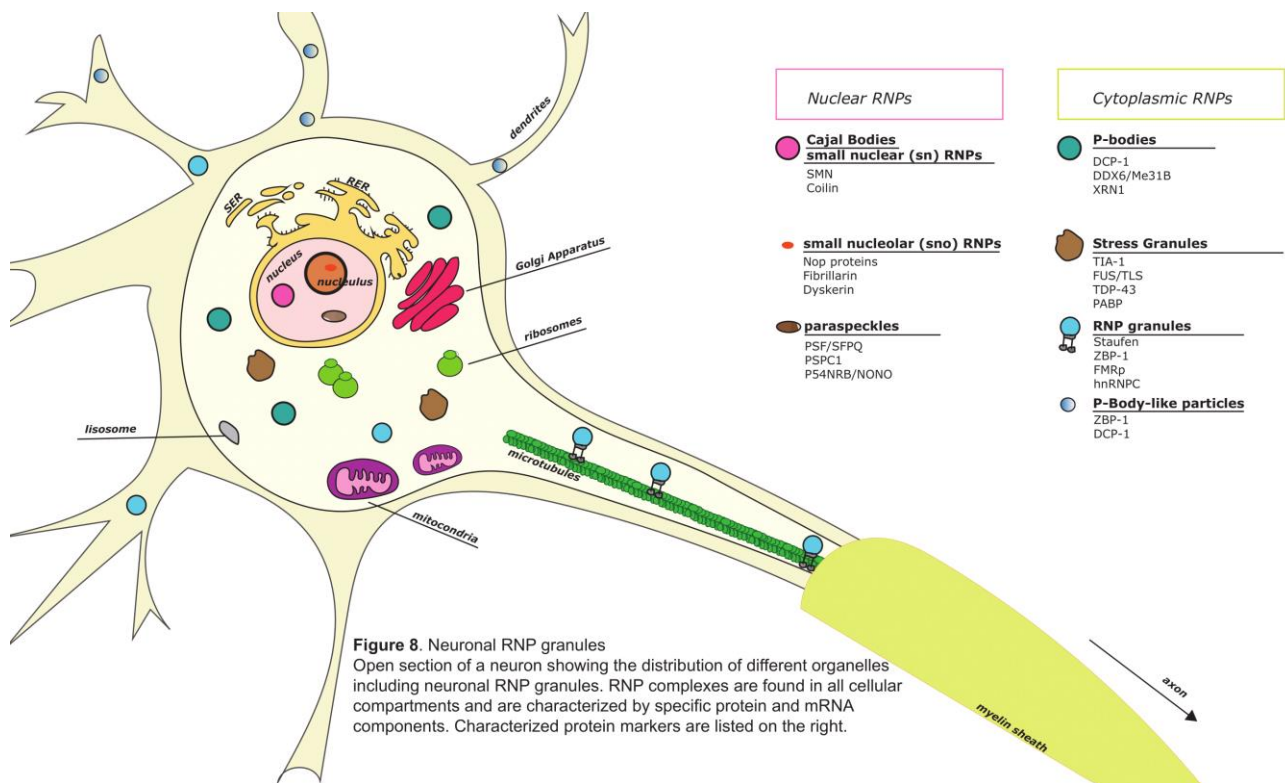 dendrites
SER
RER
nucleus
nuculus
Golgi Apparatus
ribosomes
lisosome
mitocondria
microtubules
axon
myelin sheath
Nuclear RNPs
Cajal Bodies
small nuclear (sn) RNPs
SMN
Coilin
small nucleolar (sno) RNPs
Nop proteins
Fibrillarin
Dyskerin
paraspeckles
PSF/SFPQ
PSPC1
P54NRB/NONO
Cytoplasmic RNPs
P-bodies
DCP-1
DDX6/Me31B
XRN1
Stress Granules
TIA-1
FUS/TLS
TDP-43
PABP
RNP granules
Staufen
ZBP-1
FMRp
hnRNPC
P-Body-like particles
ZBP-1
DCP-1
Figure 8. Neuronal RNP granules
Open section of a neuron showing the distribution of different organelles
including neuronal RNP granules. RNP complexes are found in all cellular
compartments and are characterized by specific protein and mRNA
components. Characterized protein markers are listed on the right.